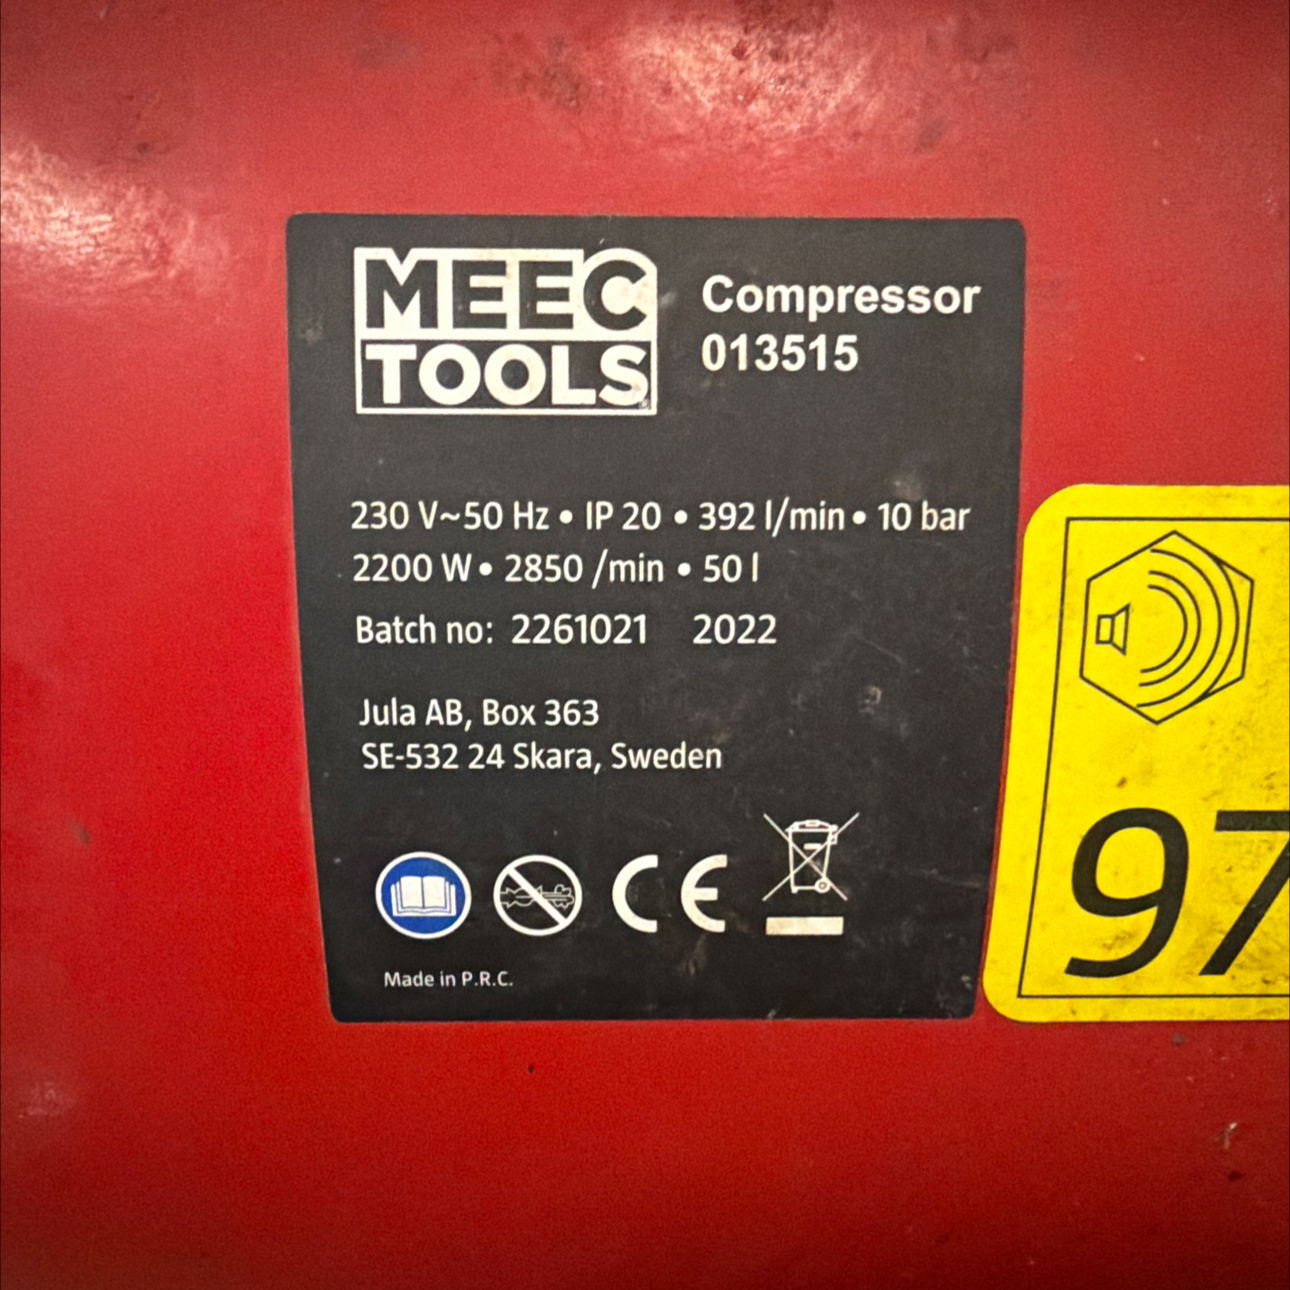 MEEC
TOOLS
Compressor
013515
230 V~50 Hz • IP 20 • 392 l/min • 10 bar
2200 W • 2850 /min • 50 l
Batch no: 2261021 2022
Jula AB, Box 363
SE-532 24 Skara, Sweden
CE
Made in P.R.C.
97